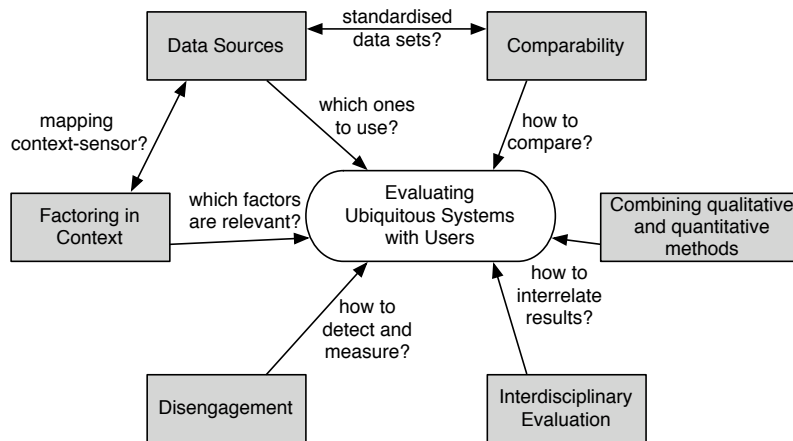 standardised
data sets?
Data Sources
Comparability
which ones
to use?
how to
compare?
mapping
context-sensor?
Evaluating
Ubiquitous Systems
with Users
which factors
are relevant?
Factoring in
Context
Combining qualitative
and quantitative
methods
how to
interrelate
results?
how to
detect and
measure?
Disengagement
Interdisciplinary
Evaluation